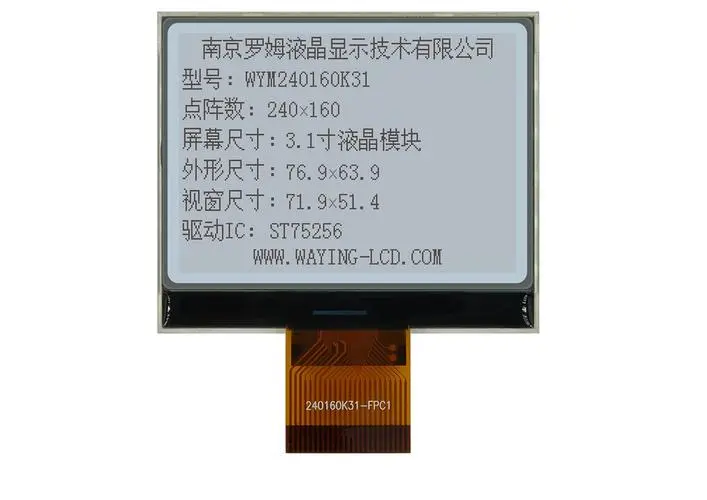 南京罗姆液晶显示技术有限公司
型号：WYM240160K31
点阵数：240×160
屏幕尺寸：3.1寸液晶模块
外形尺寸：76.9×63.9
视窗尺寸：71.9×51.4
驱动IC：ST75256
WWW.WAYING-LCD.COM
240160K31-FPC1